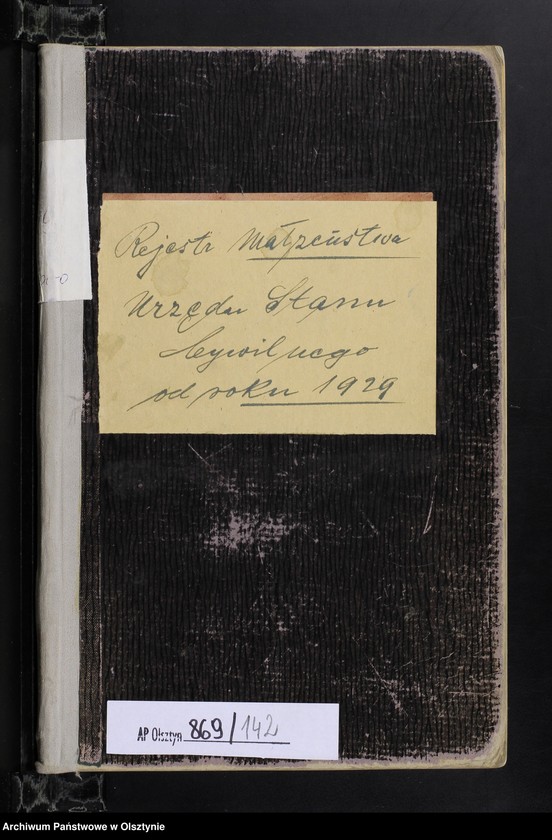 Rejestr Małżeństwa
Urzędu Stanu
Cywilnego
od roku 1929
AP Olsztyn 869/142
Archiwum Państwowe w Olsztynie